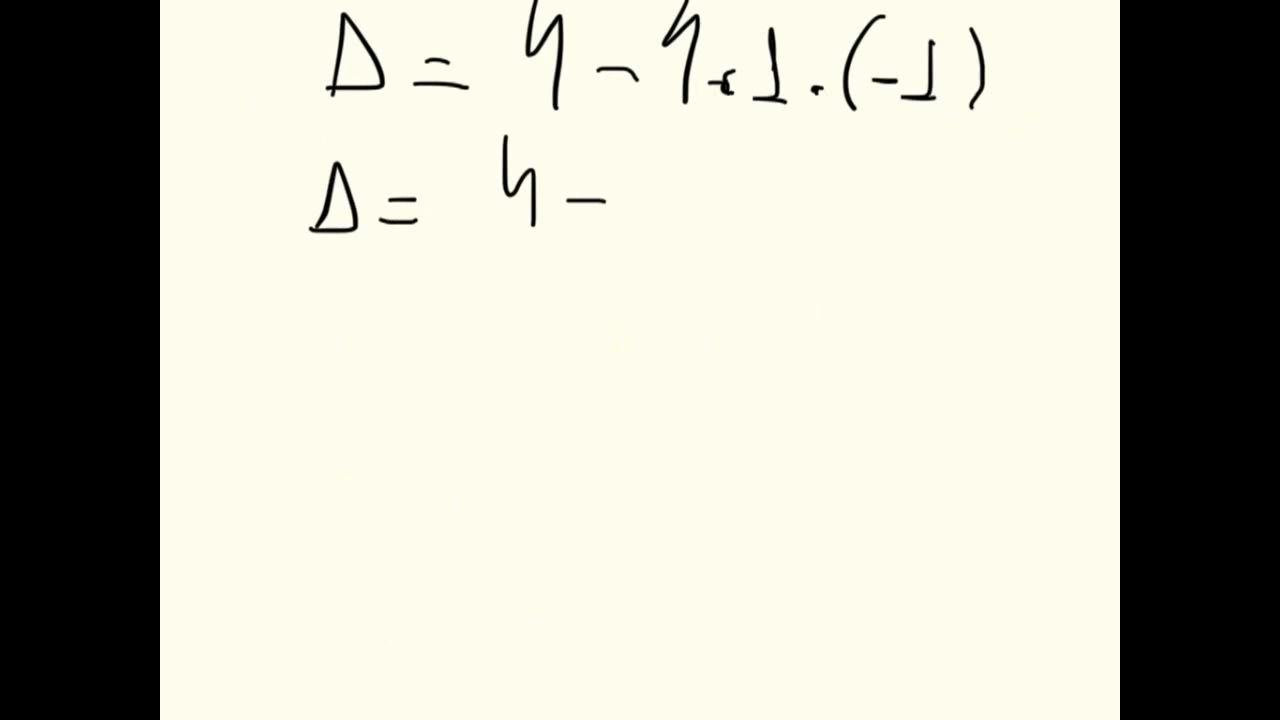 Δ = 4 - 4 . 1 . (-1)
Δ = 4 -